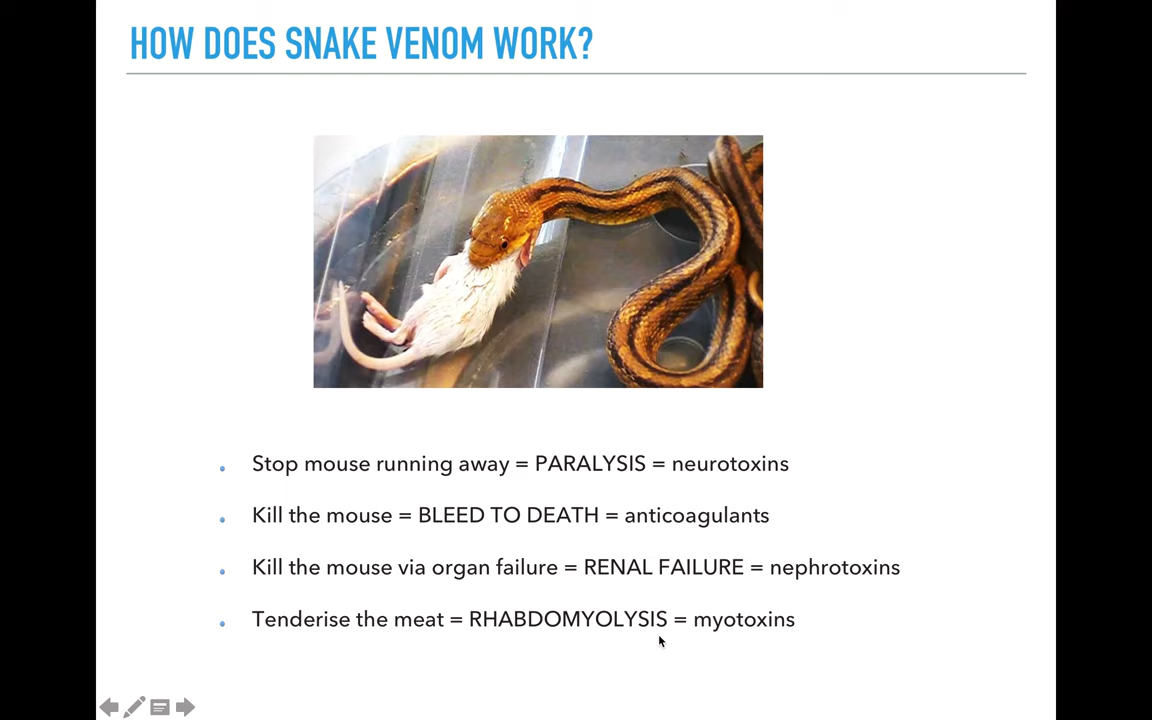 HOW DOES SNAKE VENOM WORK?
Stop mouse running away = PARALYSIS = neurotoxins
Kill the mouse = BLEED TO DEATH = anticoagulants
Kill the mouse via organ failure = RENAL FAILURE = nephrotoxins
Tenderise the meat = RHABDOMYOLYSIS = myotoxins